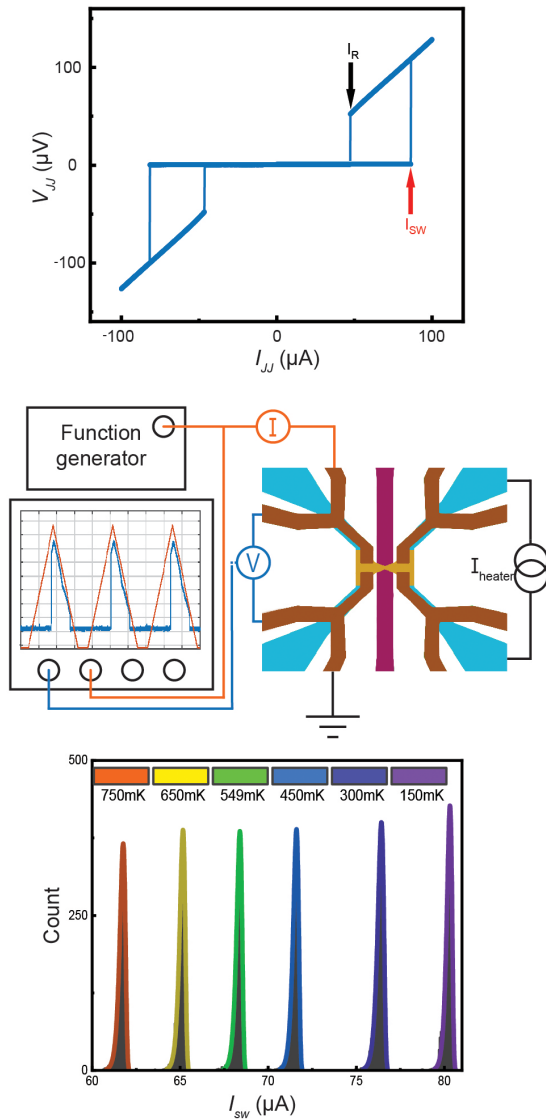 100
0
-100
V_JJ (µV)
I_R
I_SW
-100
0
100
I_JJ (µA)
Function
generator
I
V
I_heater
500
250
0
Count
750mK 650mK 549mK 450mK 300mK 150mK
60 65 70 75 80
I_sw (µA)